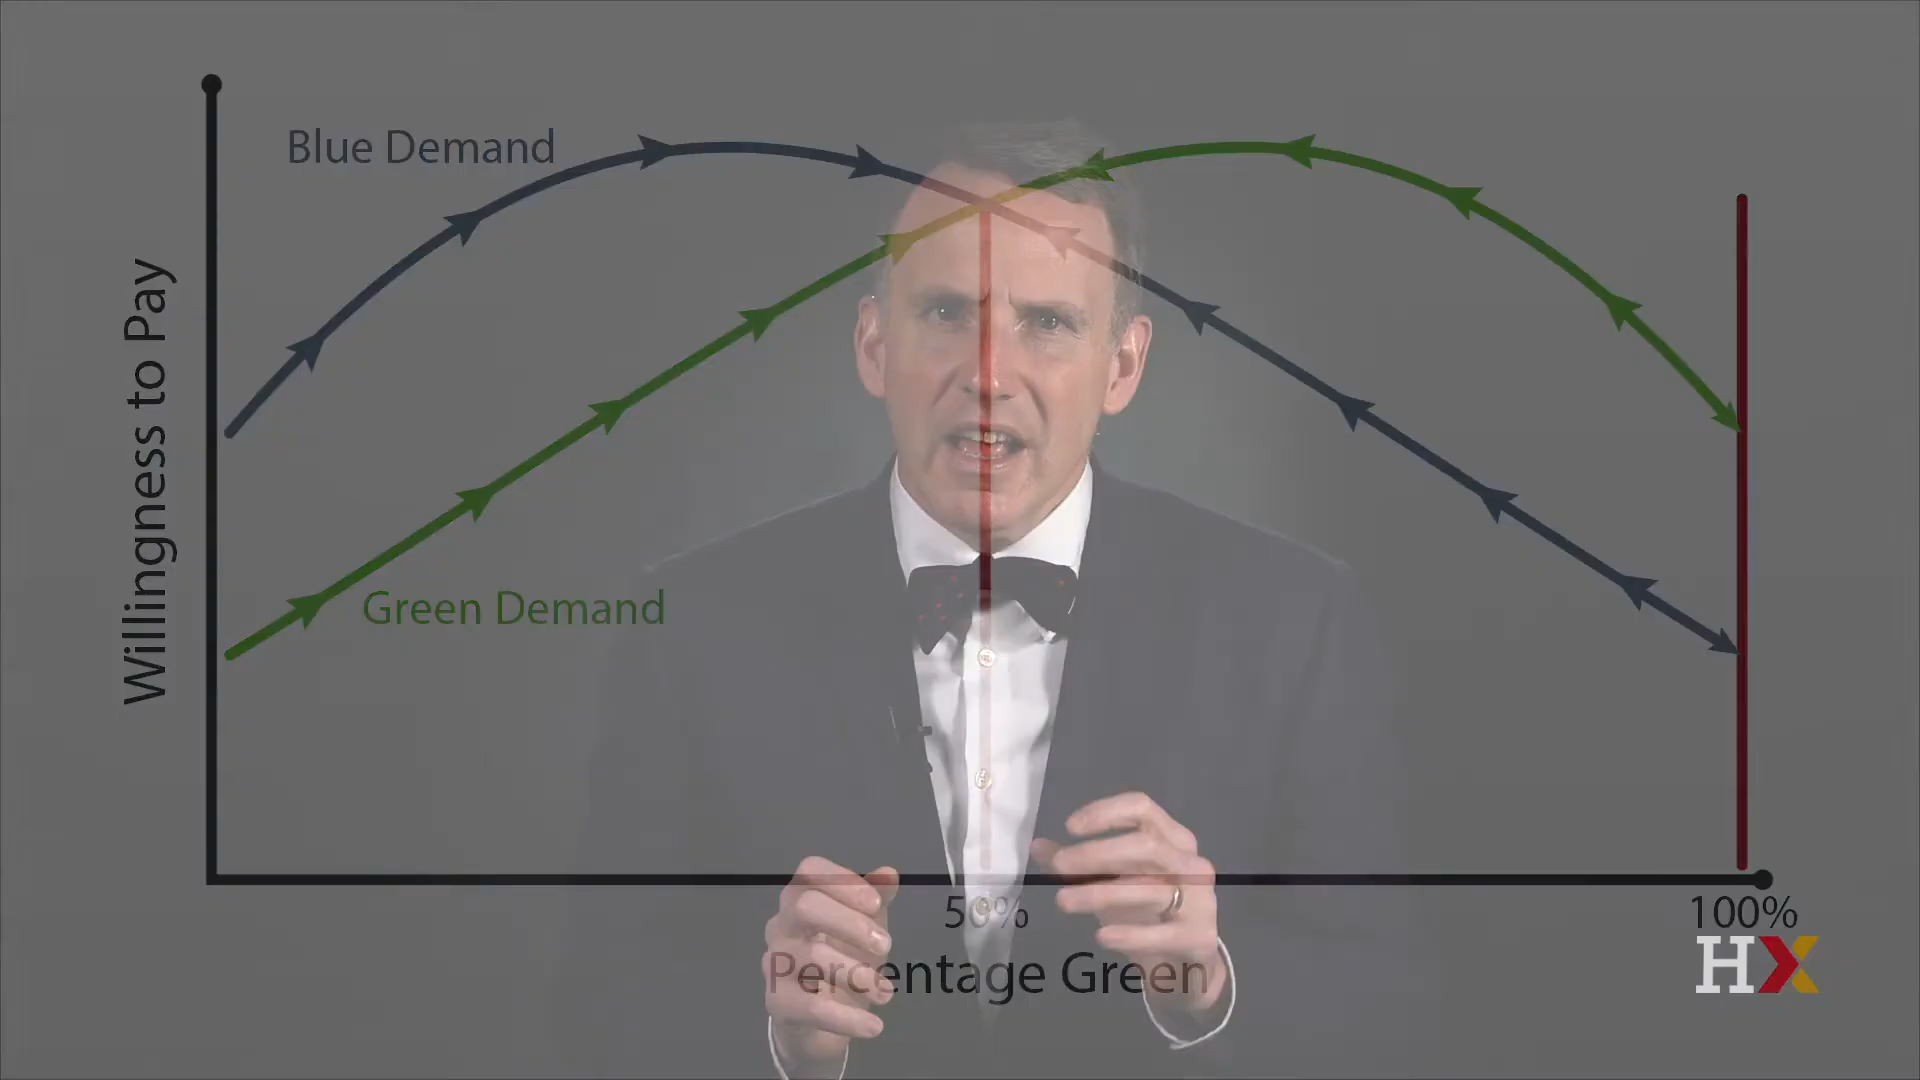 Blue Demand
Willingness to Pay
Green Demand
50%
100%
Percentage Green
HX